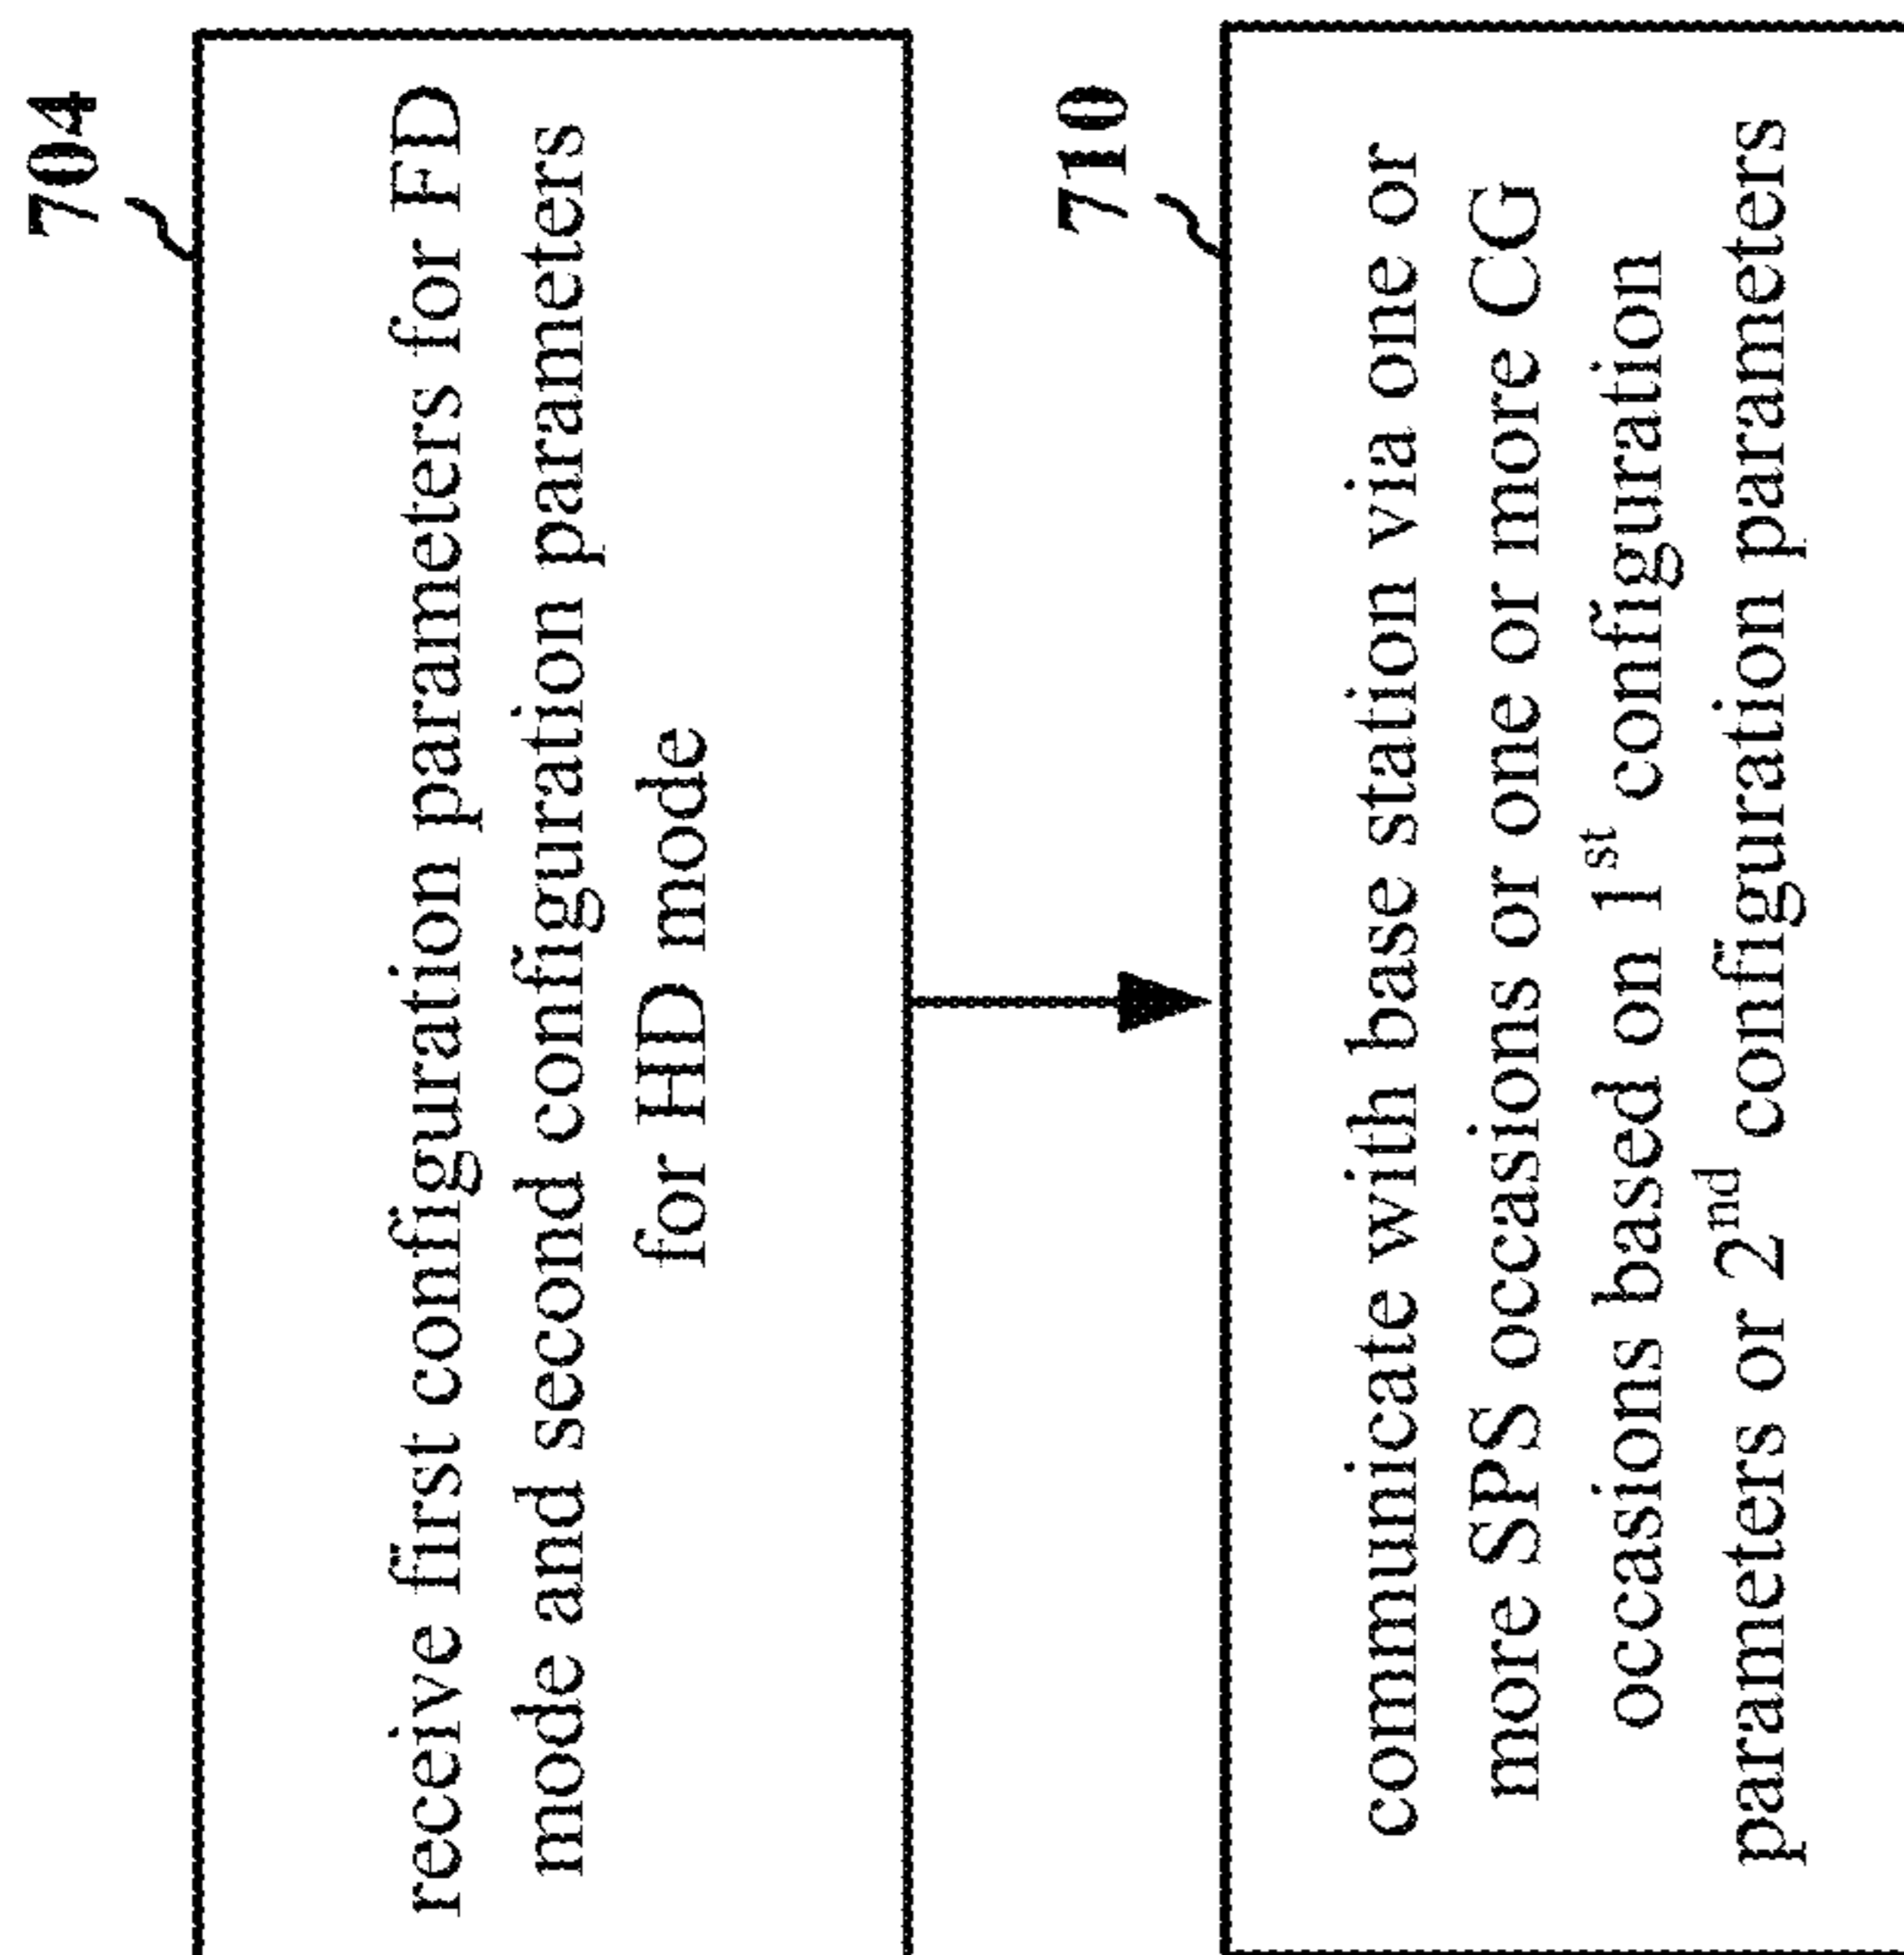 704
receive first configuration parameters for FD
mode and second configuration parameters
for HD mode
710
communicate with base station via one or
more SPS occasions or one or more CG
occasions based on 1st configuration
parameters or 2nd configuration parameters